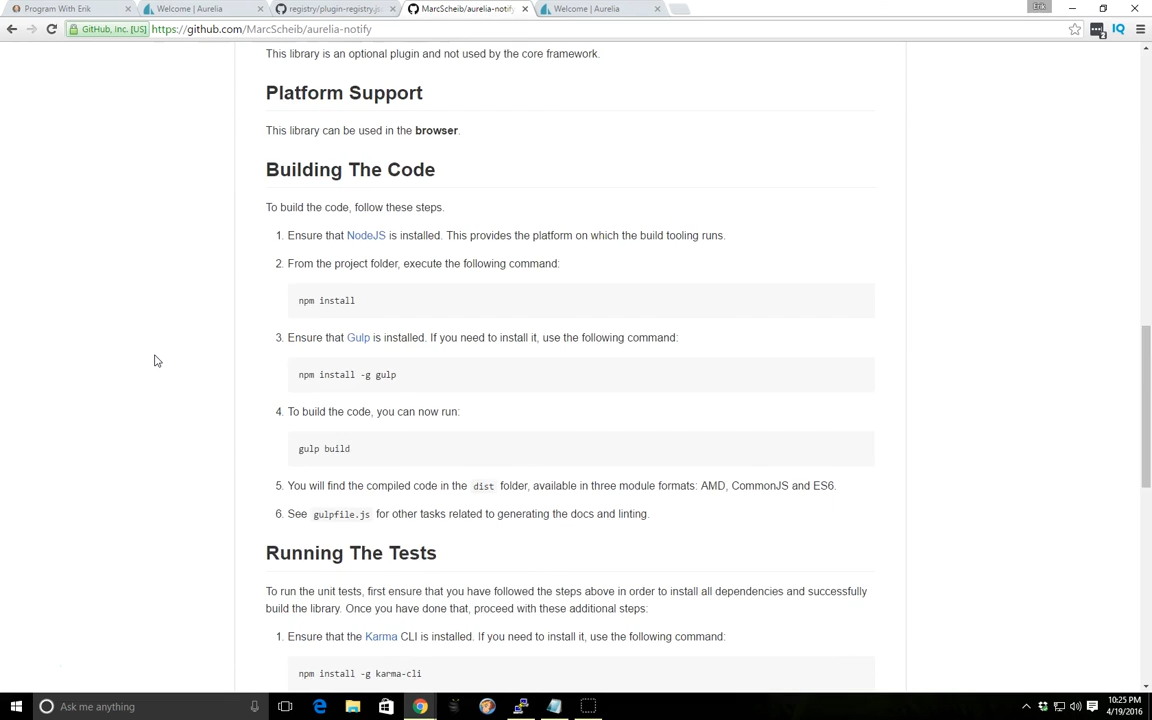 Program With Erik
Welcome | Aurelia
registry/plugin-registry.js
MarcScheib/aurelia-notify
Welcome | Aurelia
Erik
GitHub, Inc. [US]
https://github.com/MarcScheib/aurelia-notify
IQ
This library is an optional plugin and not used by the core framework.
Platform Support
This library can be used in the browser.
Building The Code
To build the code, follow these steps.
1. Ensure that NodeJS is installed. This provides the platform on which the build tooling runs.
2. From the project folder, execute the following command:
npm install
3. Ensure that Gulp is installed. If you need to install it, use the following command:
npm install -g gulp
4. To build the code, you can now run:
gulp build
5. You will find the compiled code in the dist folder, available in three module formats: AMD, CommonJS and ES6.
6. See gulpfile.js for other tasks related to generating the docs and linting.
Running The Tests
To run the unit tests, first ensure that you have followed the steps above in order to install all dependencies and successfully
build the library. Once you have done that, proceed with these additional steps:
1. Ensure that the Karma CLI is installed. If you need to install it, use the following command:
npm install -g karma-cli
Ask me anything
10:25 PM
4/19/2016